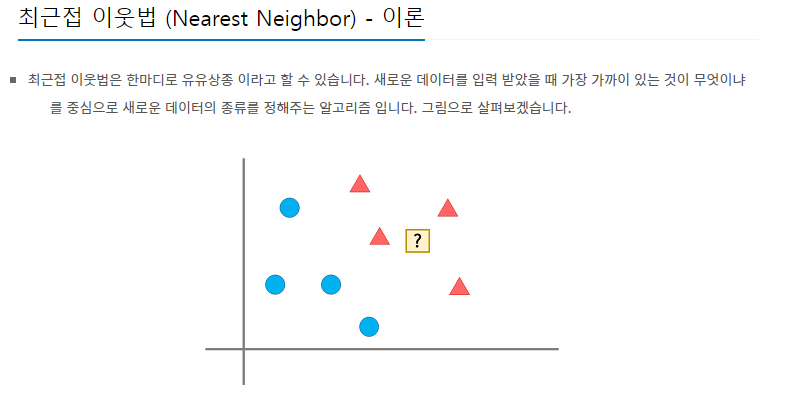 최근접 이웃법 (Nearest Neighbor) - 이론
최근접 이웃법은 한마디로 유유상종 이라고 할 수 있습니다. 새로운 데이터를 입력 받았을 때 가장 가까이 있는 것이 무엇이냐
를 중심으로 새로운 데이터의 종류를 정해주는 알고리즘 입니다. 그림으로 살펴보겠습니다.
?